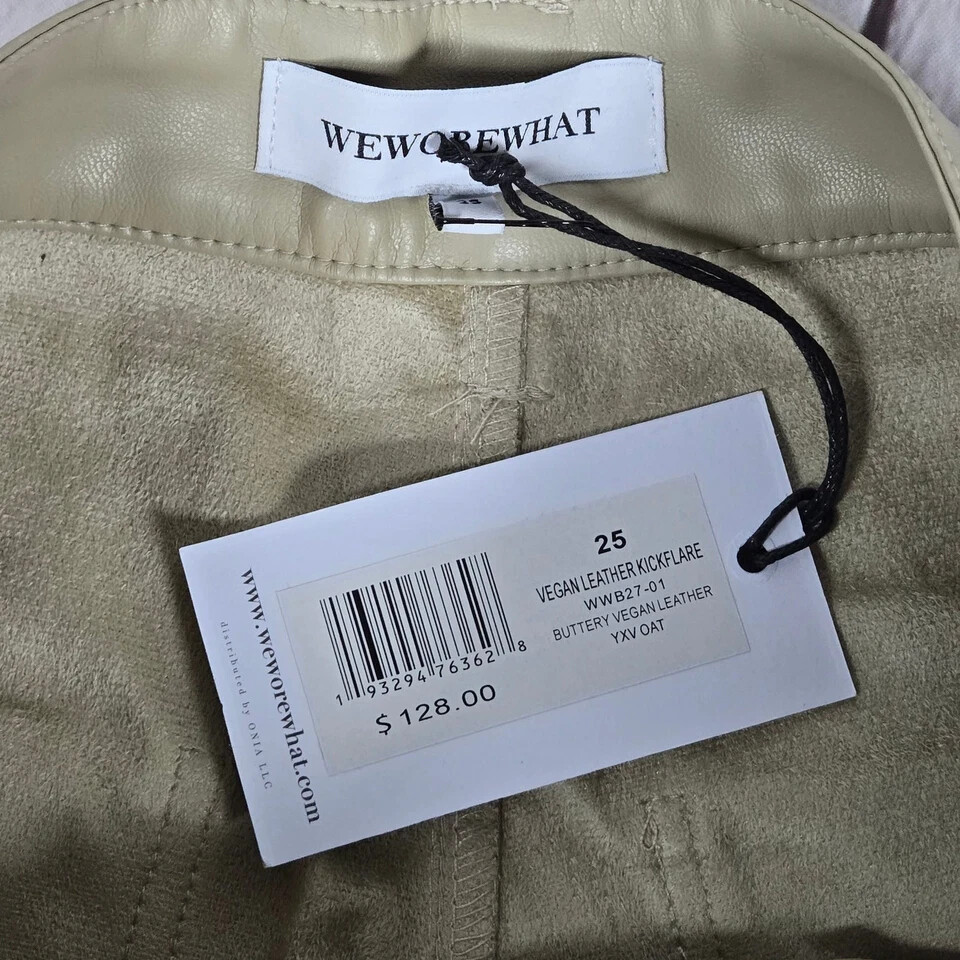 WEWOREWHAT
25
VEGAN LEATHER KICKFLARE
WWB27-01
BUTTERY VEGAN LEATHER
YXV OAT
1 93294 76362 8
$128.00
www.weworewhat.com
distributed by ONIA LLC